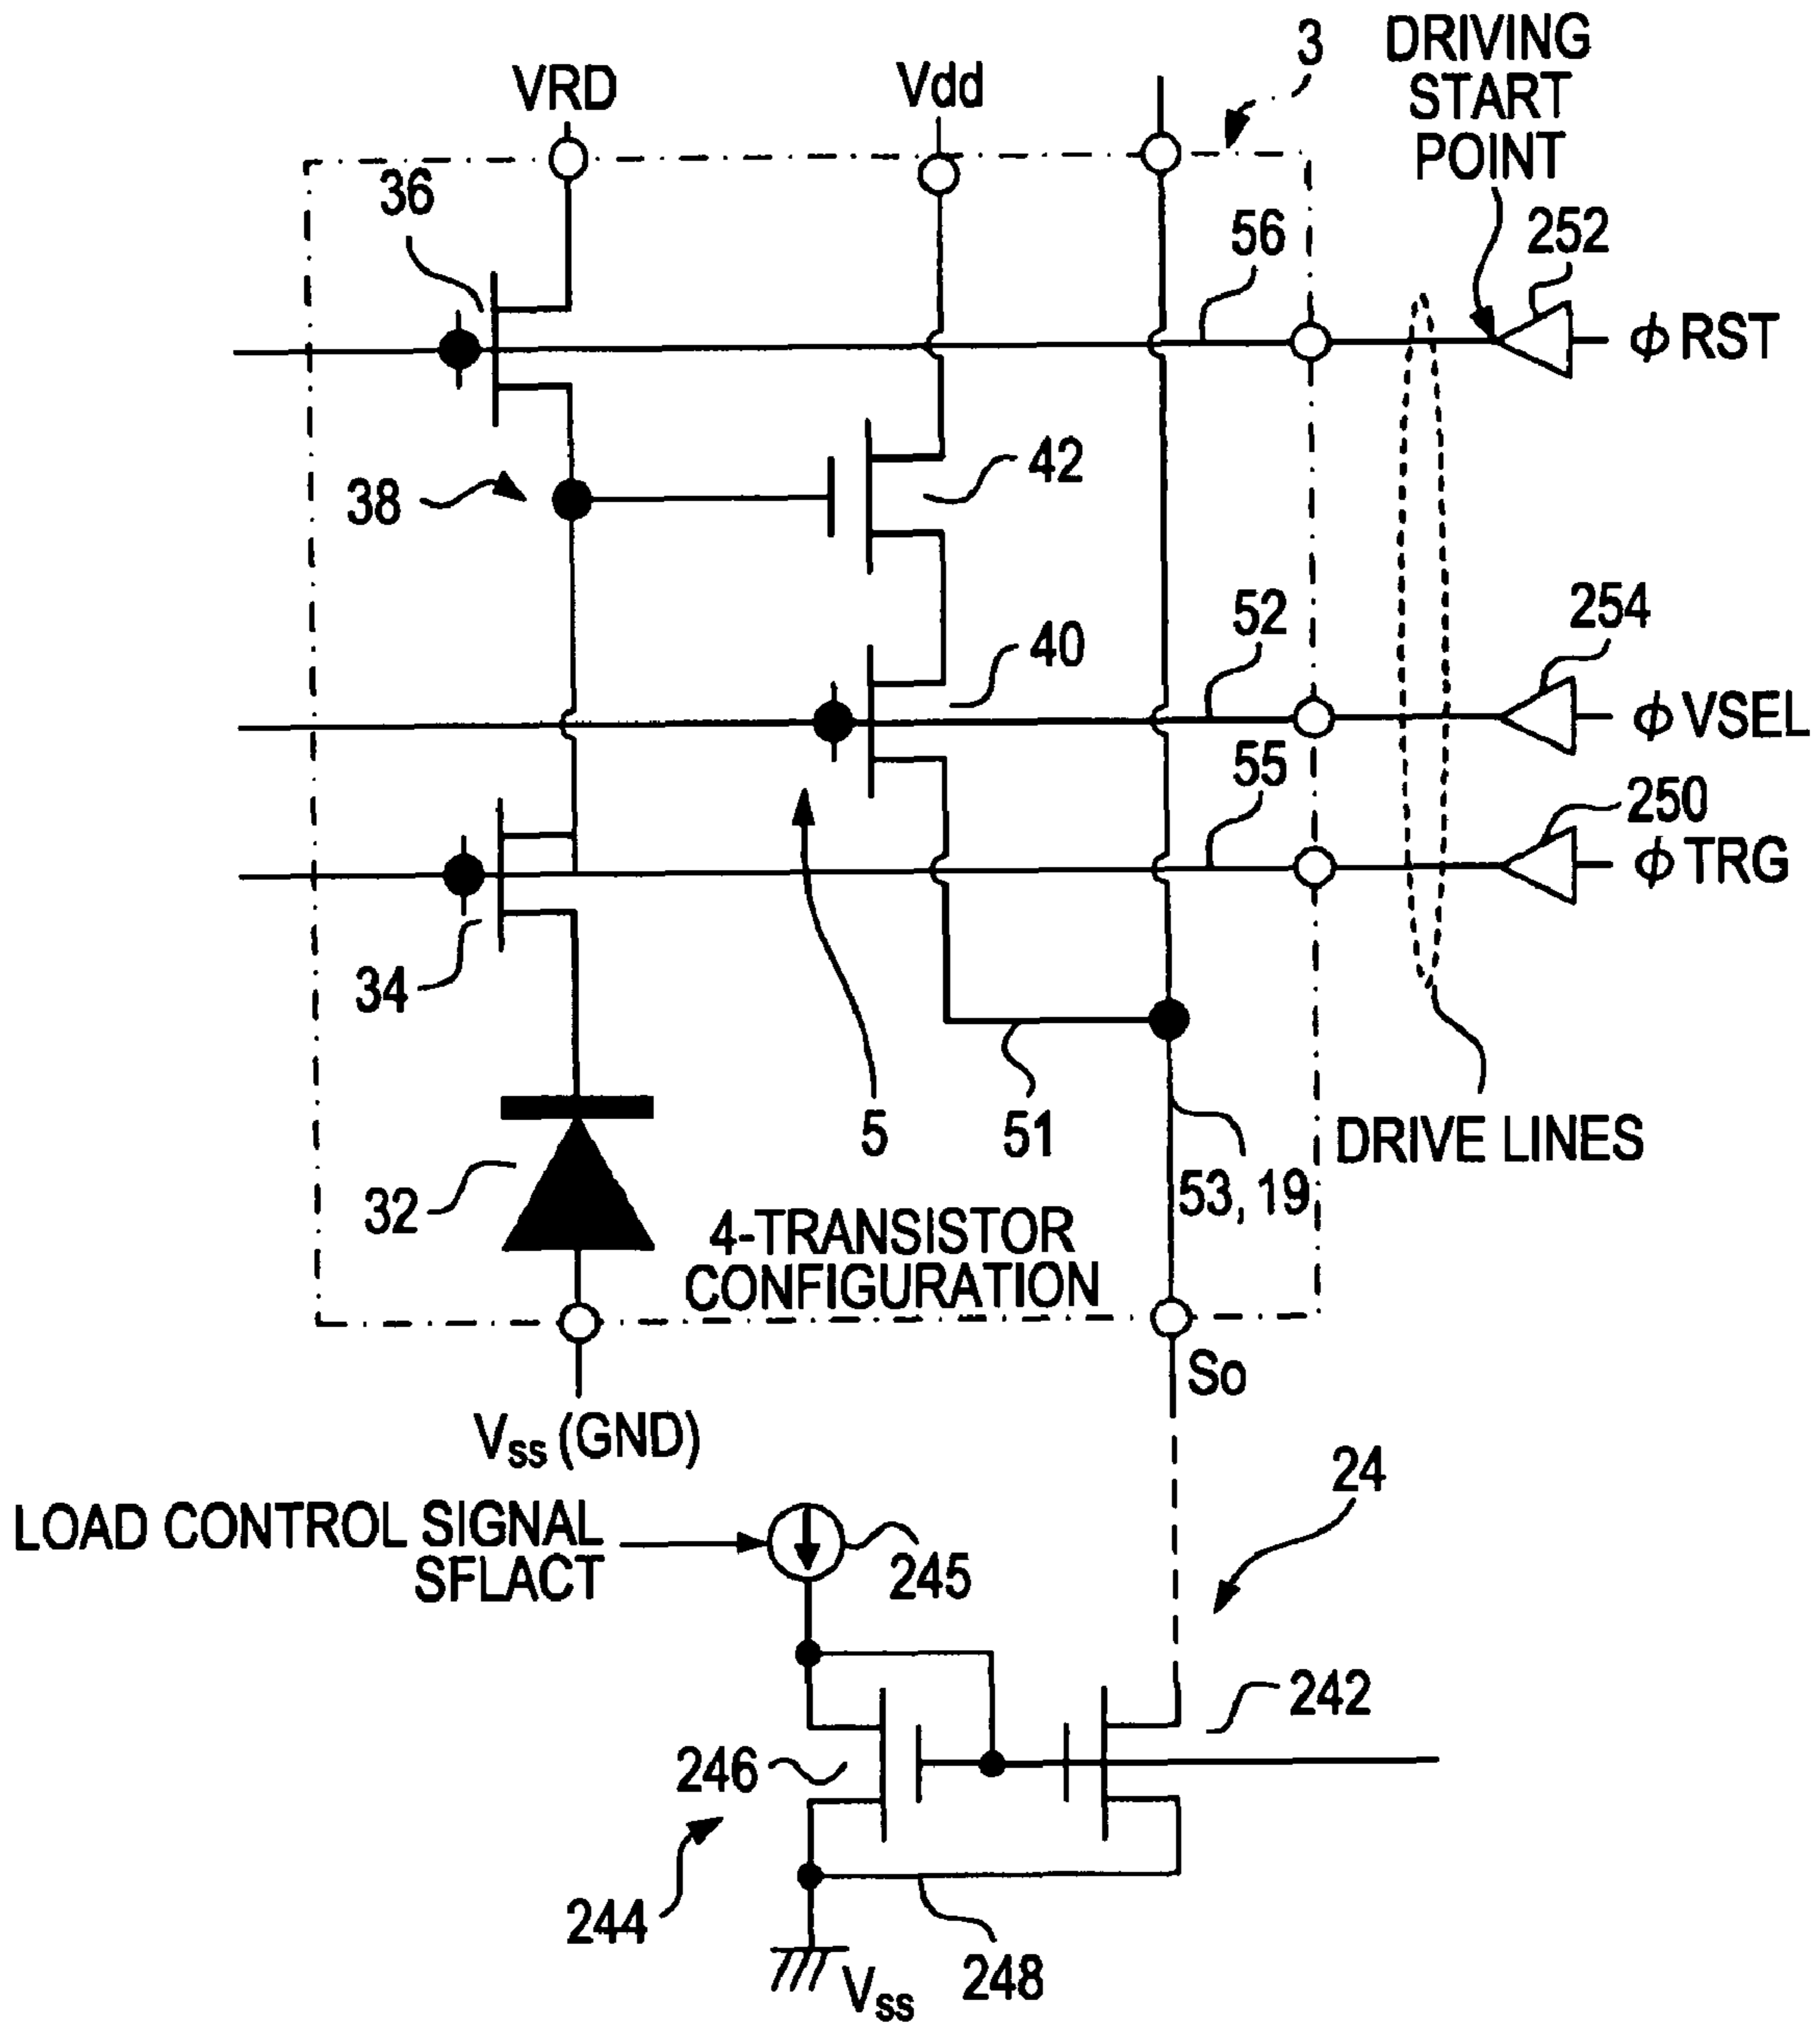 3
DRIVING
START
POINT
VRD
Vdd
36
56
252
ϕRST
38
42
254
52
40
ϕVSEL
55
250
ϕTRG
34
5
51
DRIVE LINES
32
53, 19
4-TRANSISTOR
CONFIGURATION
So
Vss (GND)
24
LOAD CONTROL SIGNAL
SFLACT
245
242
246
244
248
Vss